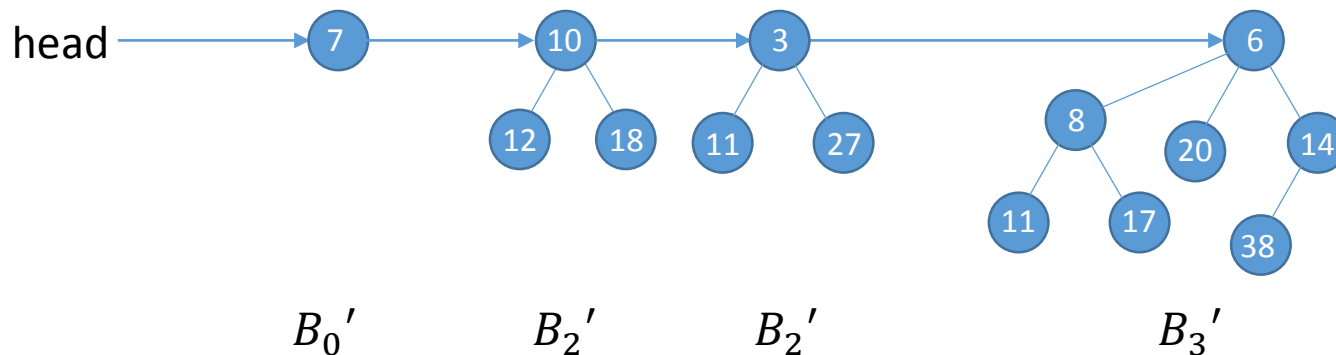 head 7 10 3 6
8
12 18 11 27 20 14
11 17 38
B₀′ B₂′ B₂′ B₃′